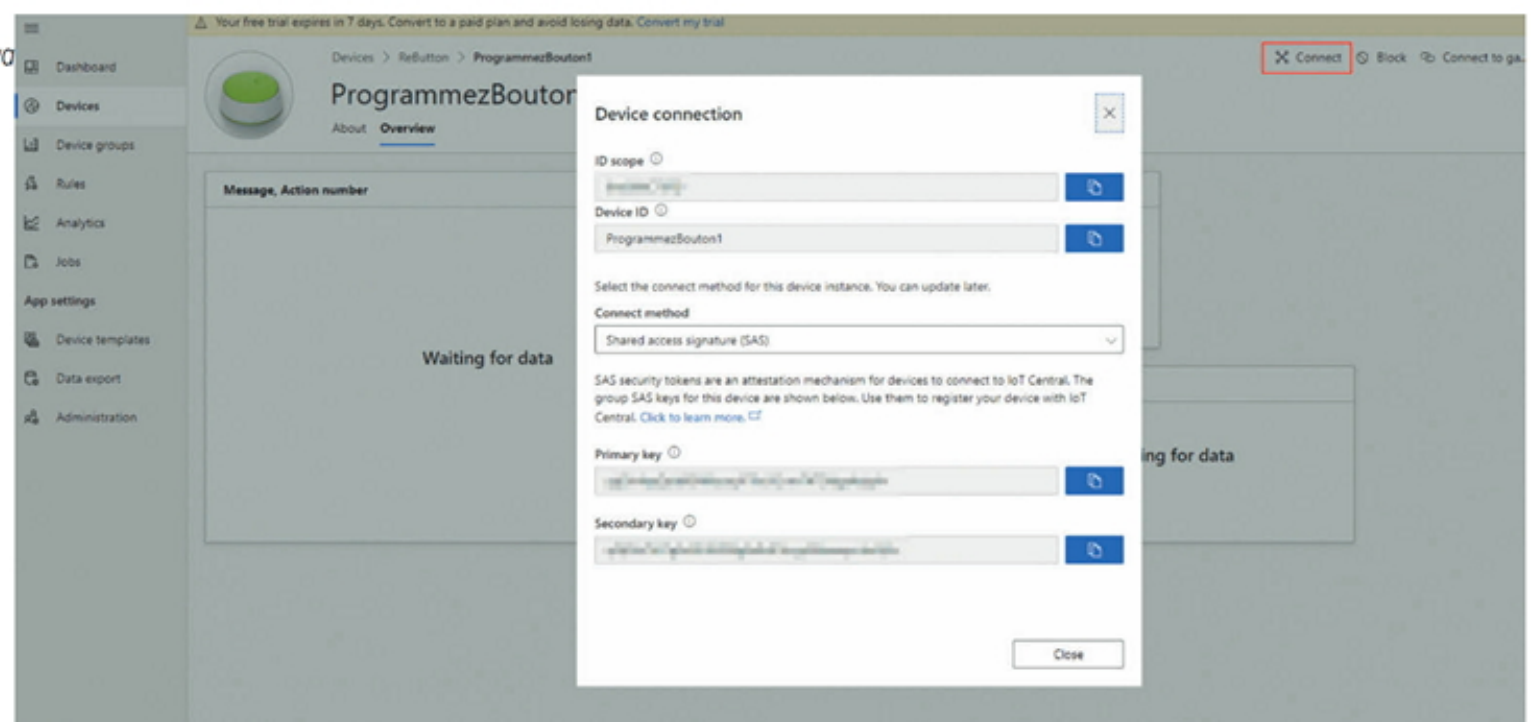 Your free trial expires in 7 days. Convert to a paid plan and avoid losing data. Convert my trial
Dashboard
Devices
Device groups
Rules
Analytics
Jobs
App settings
Device templates
Data export
Administration
Devices > ReButton > ProgrammezBouton1
ProgrammezBouton
About Overview
Connect Block Connect to ga...
Message, Action number
Waiting for data
ing for data
Device connection
ID scope
Device ID
ProgrammezBouton1
Select the connect method for this device instance. You can update later.
Connect method
Shared access signature (SAS)
SAS security tokens are an attestation mechanism for devices to connect to IoT Central. The
group SAS keys for this device are shown below. Use them to register your device with IoT
Central. Click to learn more.
Primary key
Secondary key
Close